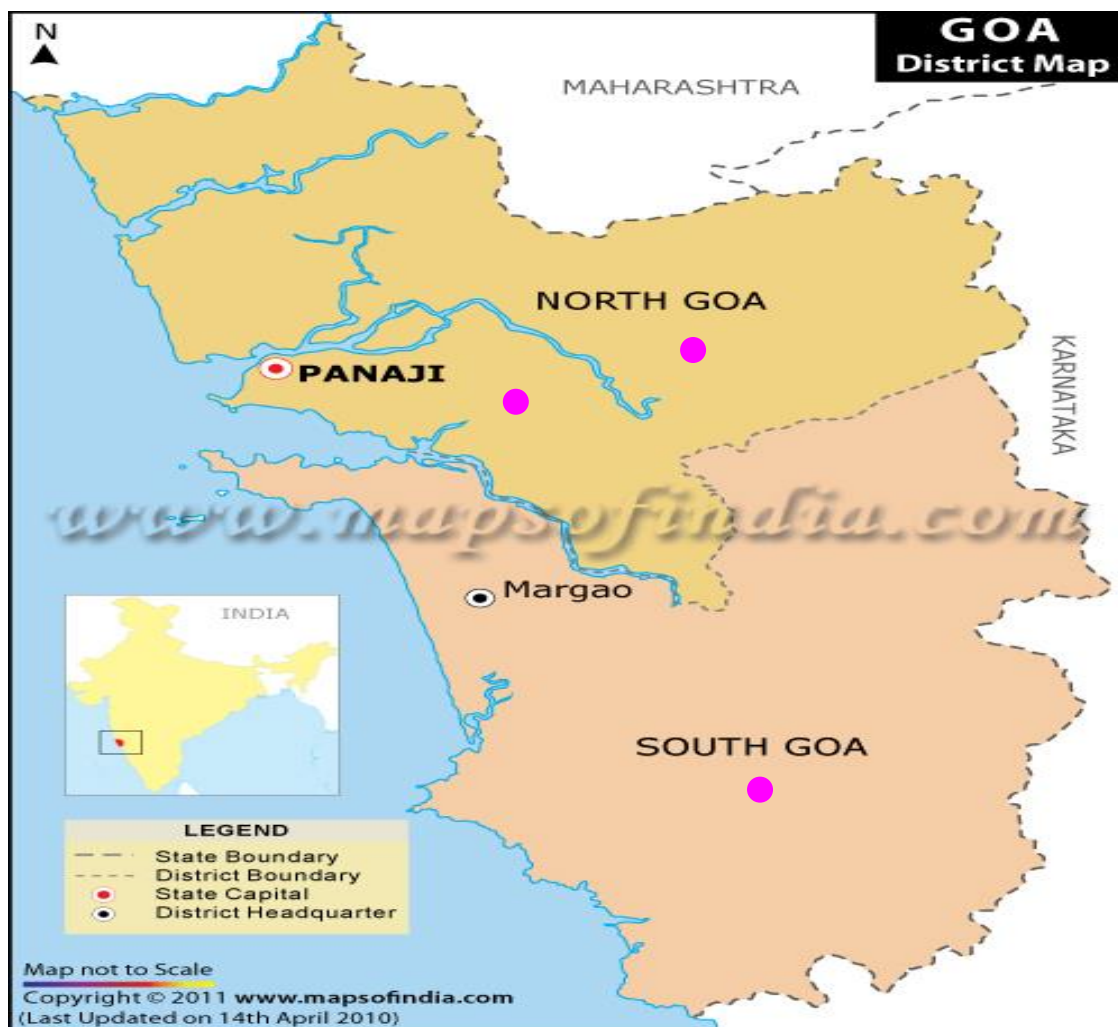 N
GOA
District Map
MAHARASHTRA
NORTH GOA
KARNATAKA
PANAJI
www.mapsofindia.com
Margao
INDIA
SOUTH GOA
LEGEND
State Boundary
District Boundary
State Capital
District Headquarter
Map not to Scale
Copyright © 2011 www.mapsofindia.com
(Last Updated on 14th April 2010)